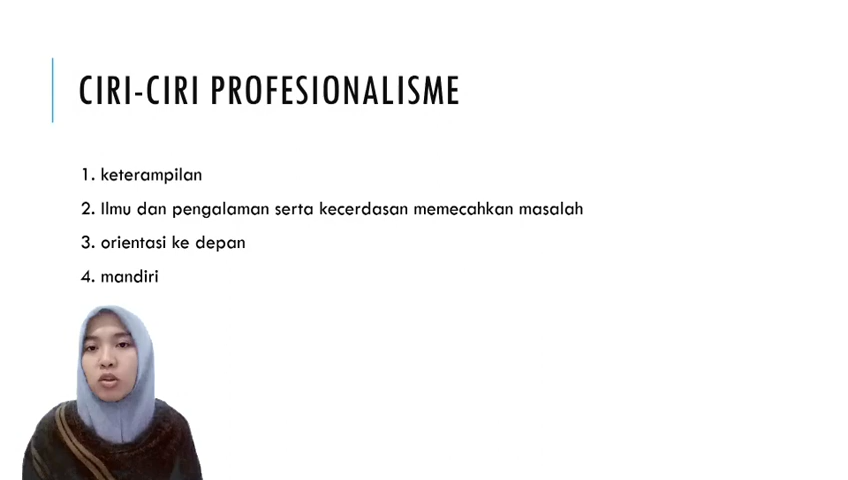 CIRI-CIRI PROFESIONALISME
1. keterampilan
2. Ilmu dan pengalaman serta kecerdasan memecahkan masalah
3. orientasi ke depan
4. mandiri